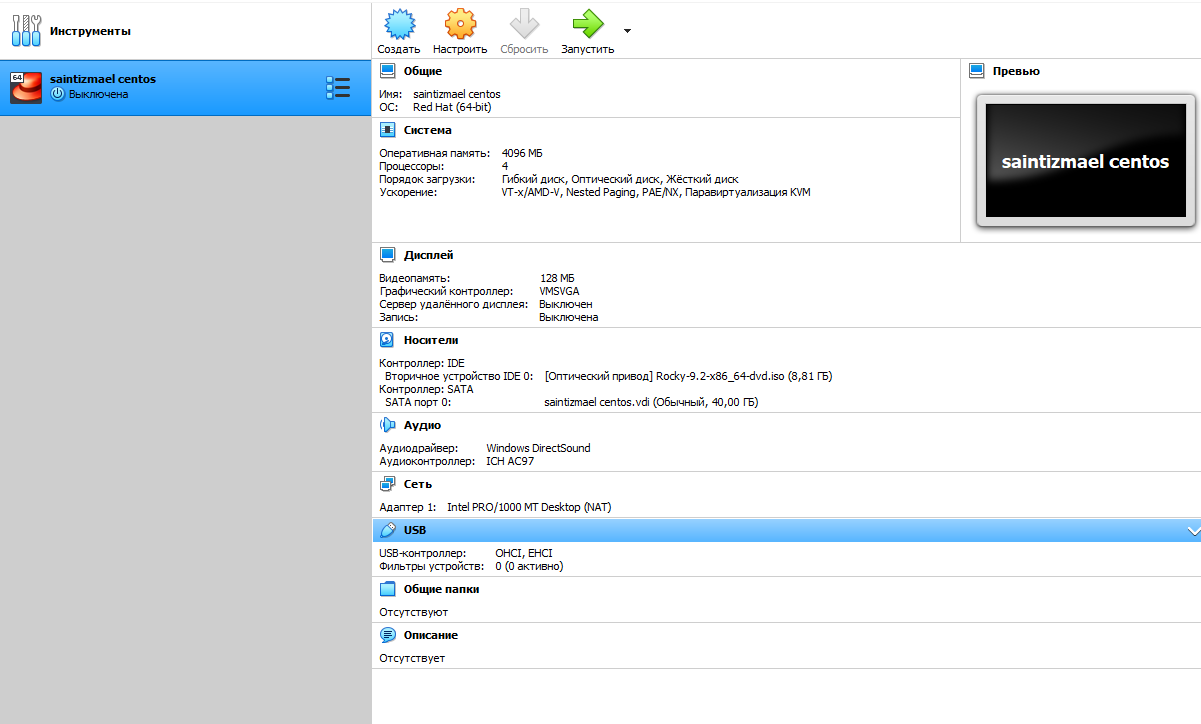 Инструменты
64
saintizmael centos
Выключена
Создать Настроить Сбросить Запустить
Общие
Имя: saintizmael centos
ОС: Red Hat (64-bit)
Превью
saintizmael centos
Система
Оперативная память: 4096 МБ
Процессоры: 4
Порядок загрузки: Гибкий диск, Оптический диск, Жёсткий диск
Ускорение: VT-x/AMD-V, Nested Paging, PAE/NX, Паравиртуализация KVM
Дисплей
Видеопамять: 128 МБ
Графический контроллер: VMSVGA
Сервер удалённого дисплея: Выключен
Запись: Выключена
Носители
Контроллер: IDE
Вторичное устройство IDE 0: [Оптический привод] Rocky-9.2-x86_64-dvd.iso (8,81 ГБ)
Контроллер: SATA
SATA порт 0: saintizmael centos.vdi (Обычный, 40,00 ГБ)
Аудио
Аудиодрайвер: Windows DirectSound
Аудиоконтроллер: ICH AC97
Сеть
Адаптер 1: Intel PRO/1000 MT Desktop (NAT)
USB
USB-контроллер: OHCI, EHCI
Фильтры устройств: 0 (0 активно)
Общие папки
Отсутствуют
Описание
Отсутствует